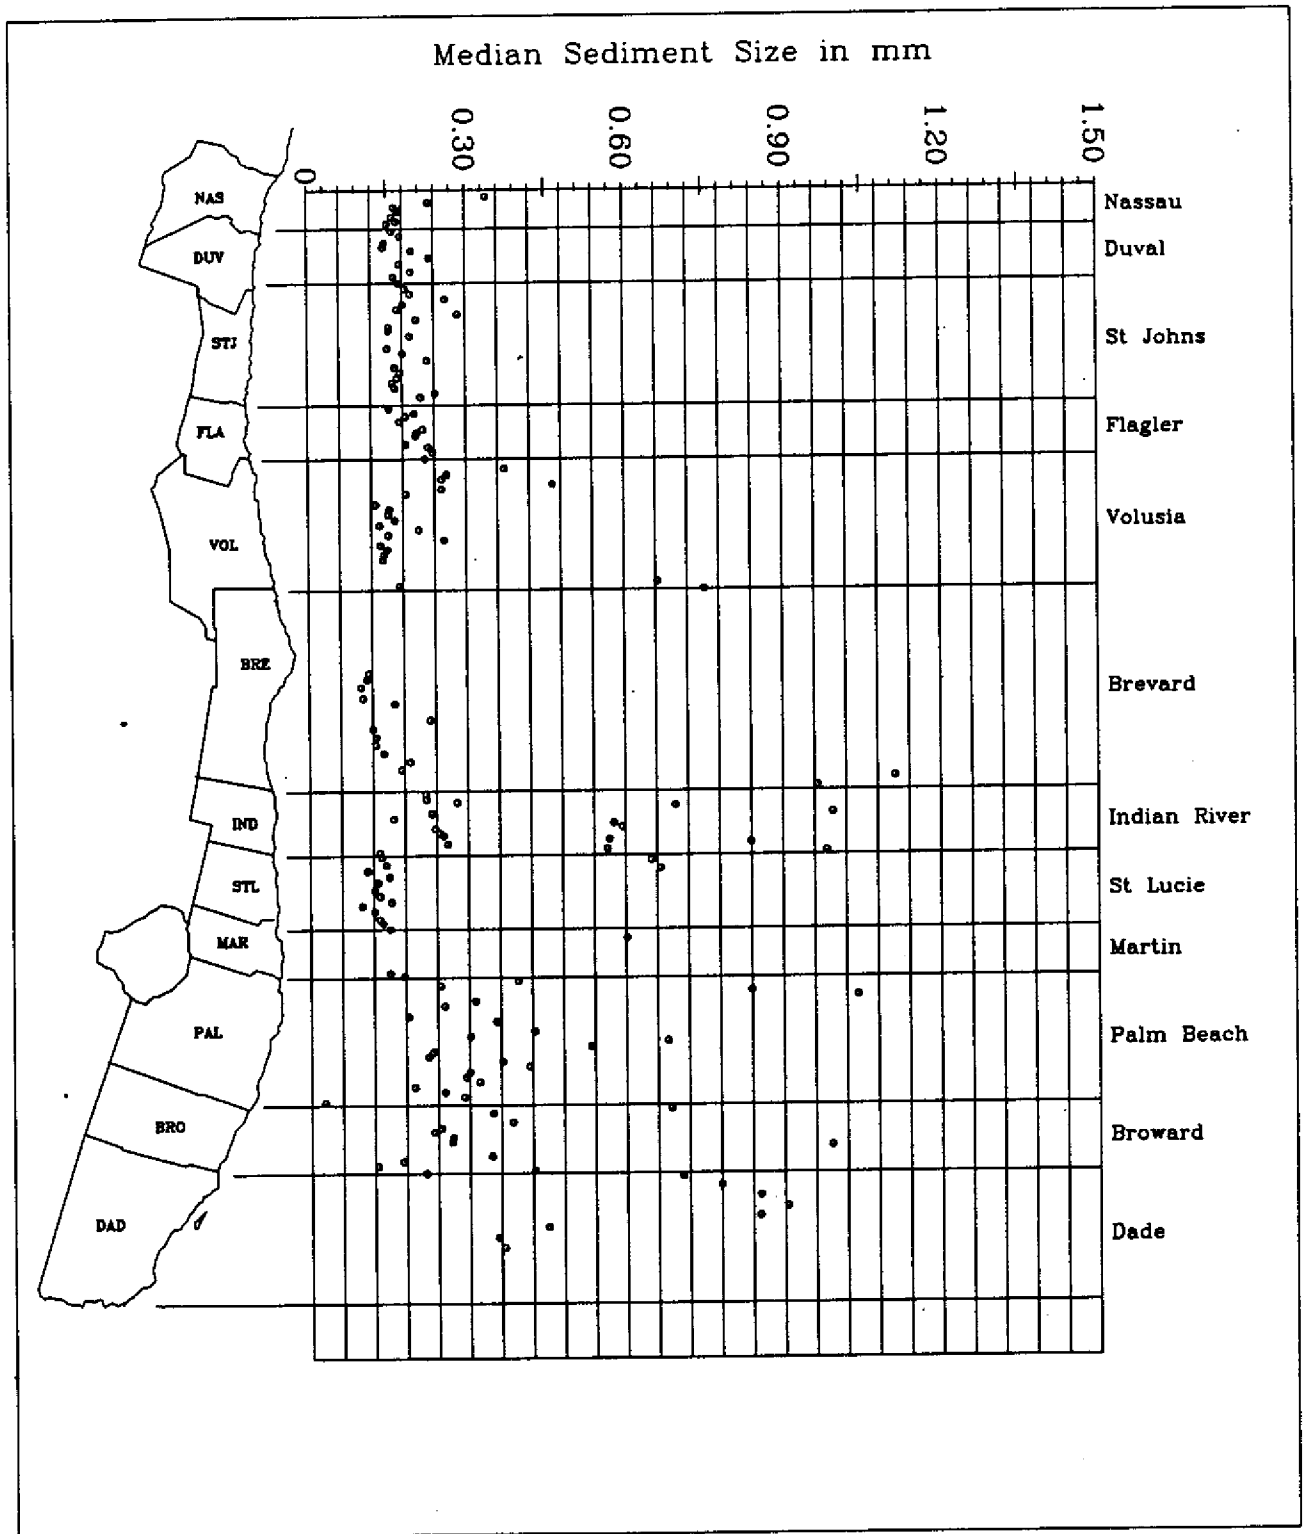 Median Sediment Size in mm
0
0.30
0.60
0.90
1.20
1.50
NAS
DUV
STJ
FLA
VOL
BRE
IND
STL
MAR
PAL
BRO
DAD
Nassau
Duval
St Johns
Flagler
Volusia
Brevard
Indian River
St Lucie
Martin
Palm Beach
Broward
Dade